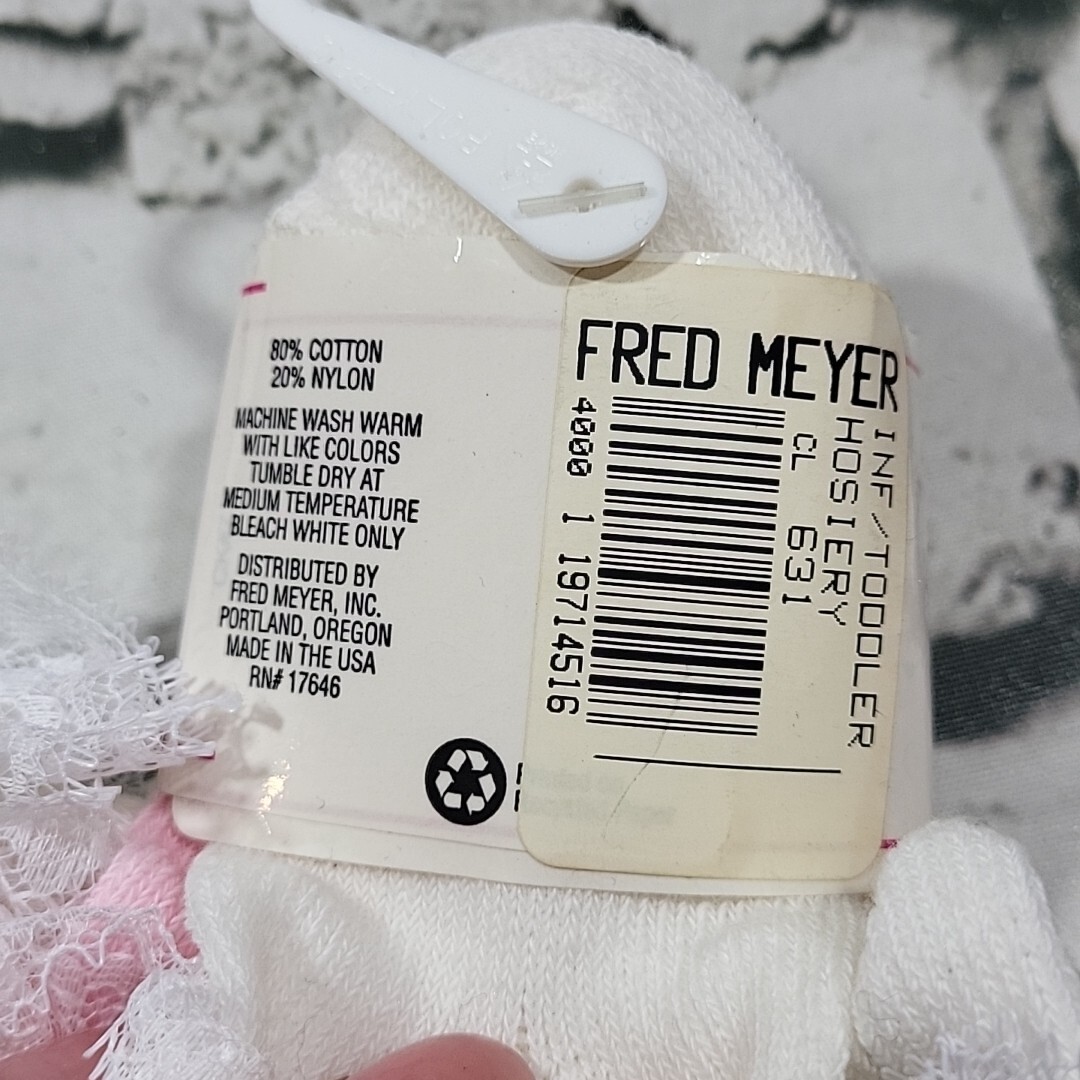 80% COTTON
20% NYLON
MACHINE WASH WARM
WITH LIKE COLORS
TUMBLE DRY AT
MEDIUM TEMPERATURE
BLEACH WHITE ONLY
DISTRIBUTED BY
FRED MEYER, INC.
PORTLAND, OREGON
MADE IN THE USA
RN# 17646
FRED MEYER
INF/TODDLER
HOSIERY
CL 631
4000 1 19714516